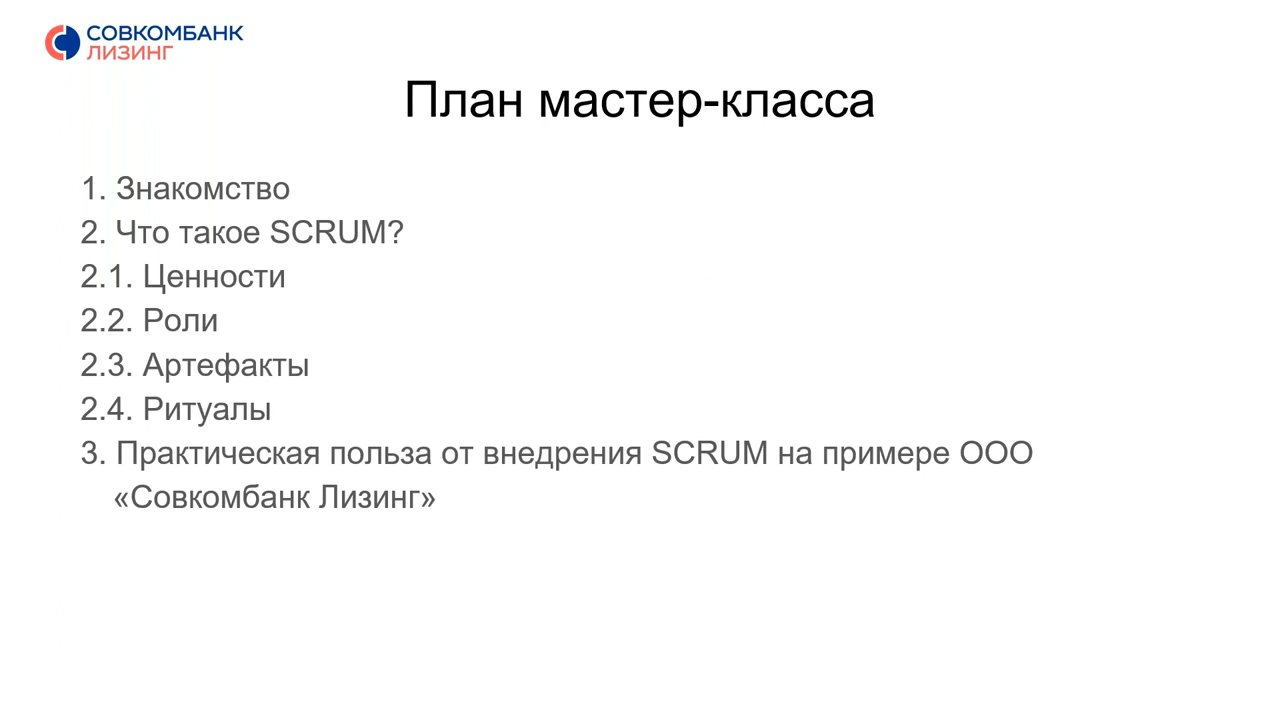 СОВКОМБАНК
ЛИЗИНГ
План мастер-класса
1. Знакомство
2. Что такое SCRUM?
2.1. Ценности
2.2. Роли
2.3. Артефакты
2.4. Ритуалы
3. Практическая польза от внедрения SCRUM на примере ООО
«Совкомбанк Лизинг»